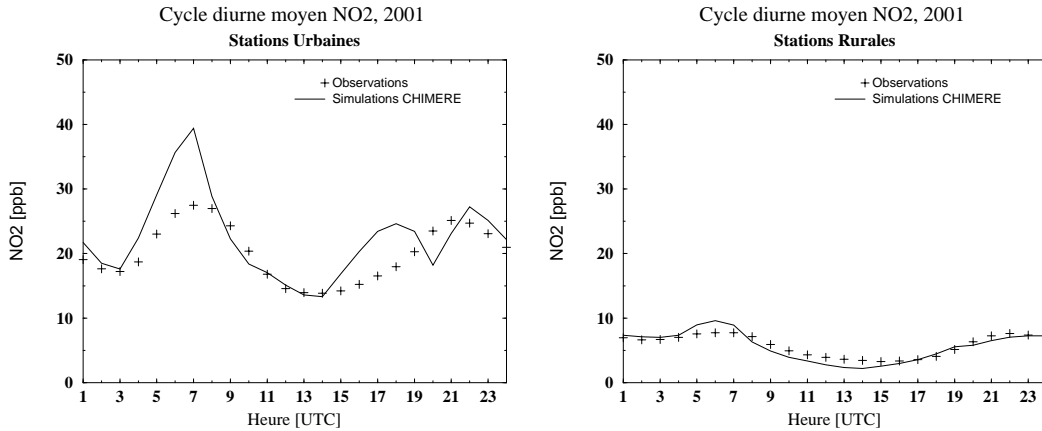 Cycle diurne moyen NO2, 2001
Stations Urbaines
50
40
30
20
10
0
NO2 [ppb]
Observations
Simulations CHIMERE
1 3 5 7 9 11 13 15 17 19 21 23
Heure [UTC]
Cycle diurne moyen NO2, 2001
Stations Rurales
50
40
30
20
10
0
NO2 [ppb]
Observations
Simulations CHIMERE
1 3 5 7 9 11 13 15 17 19 21 23
Heure [UTC]